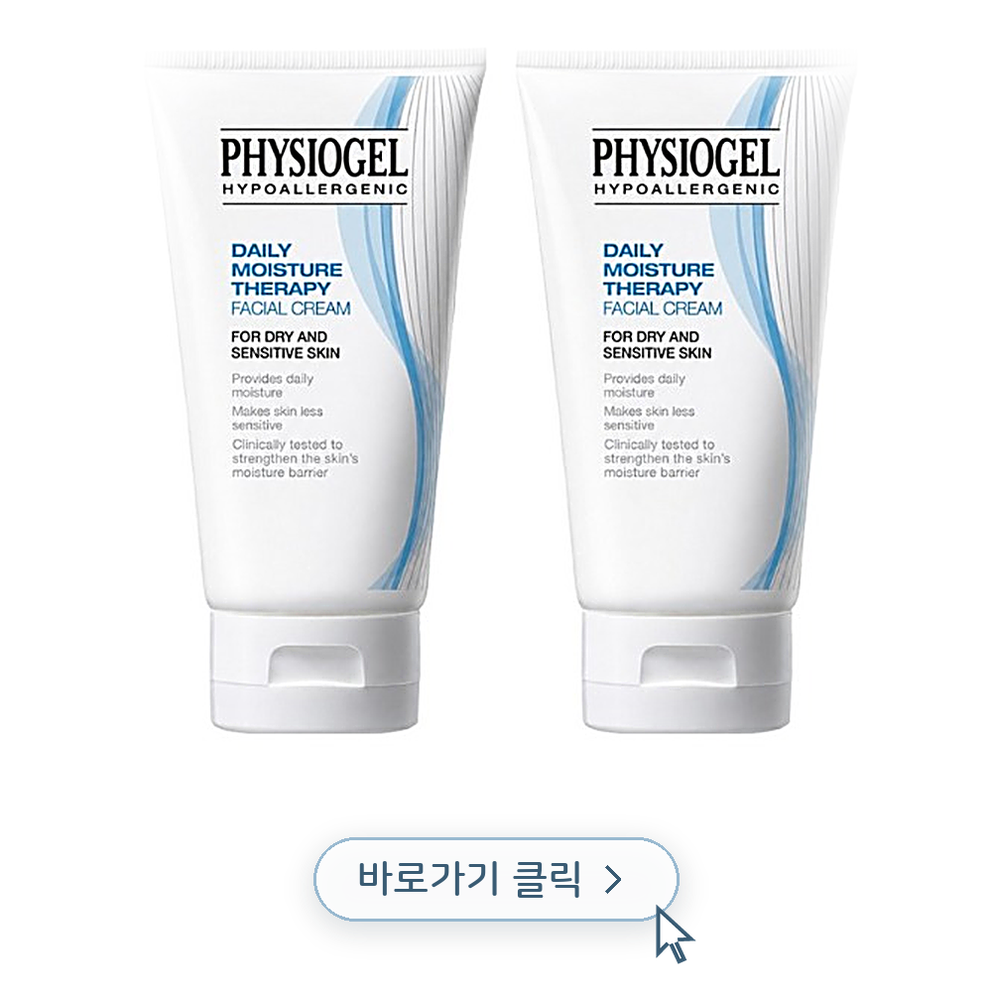 PHYSIOGEL
HYPOALLERGENIC
DAILY
MOISTURE
THERAPY
FACIAL CREAM
FOR DRY AND
SENSITIVE SKIN
Provides daily
moisture
Makes skin less
sensitive
Clinically tested to
strengthen the skin's
moisture barrier
PHYSIOGEL
HYPOALLERGENIC
DAILY
MOISTURE
THERAPY
FACIAL CREAM
FOR DRY AND
SENSITIVE SKIN
Provides daily
moisture
Makes skin less
sensitive
Clinically tested to
strengthen the skin's
moisture barrier
바로가기 클릭 >